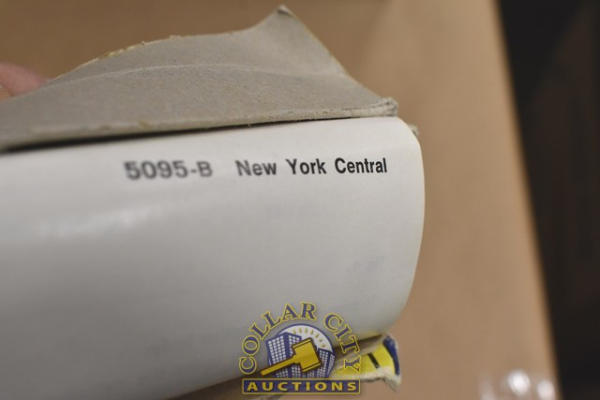 5095-B New York Central
COLLAR CITY
AUCTIONS